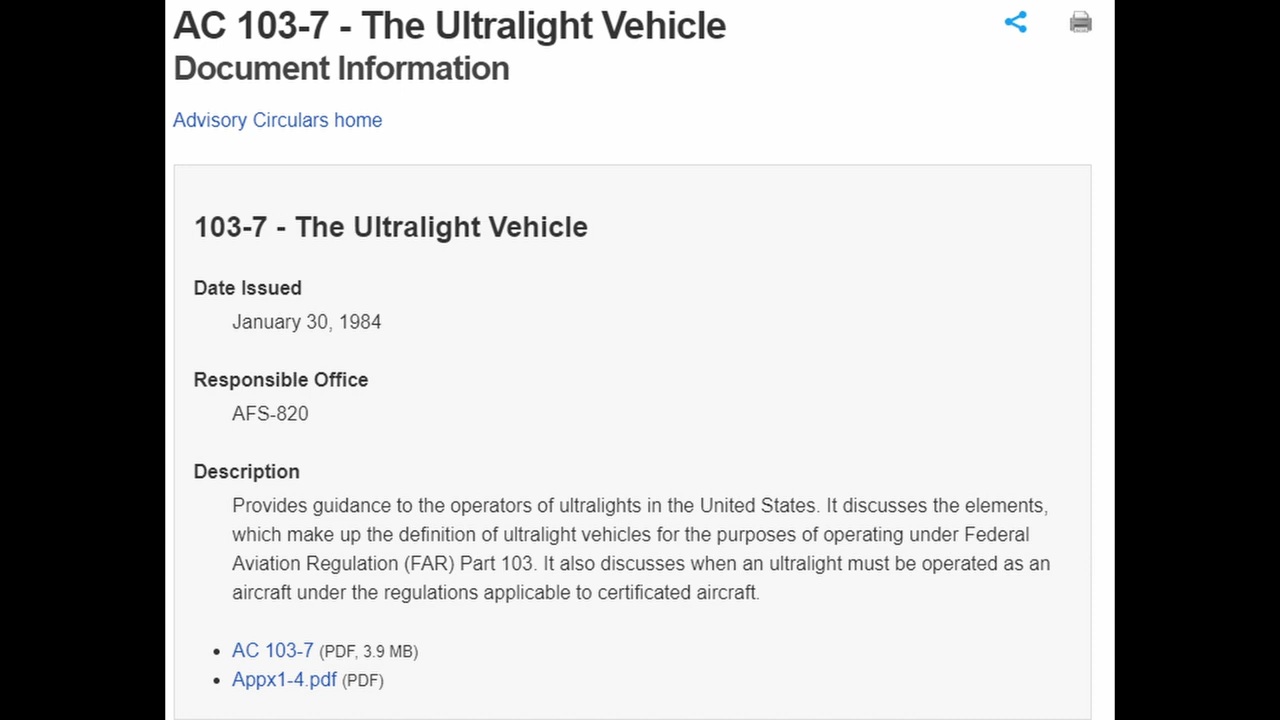 AC 103-7 - The Ultralight Vehicle
Document Information
Advisory Circulars home
103-7 - The Ultralight Vehicle
Date Issued
January 30, 1984
Responsible Office
AFS-820
Description
Provides guidance to the operators of ultralights in the United States. It discusses the elements,
which make up the definition of ultralight vehicles for the purposes of operating under Federal
Aviation Regulation (FAR) Part 103. It also discusses when an ultralight must be operated as an
aircraft under the regulations applicable to certificated aircraft.
• AC 103-7 (PDF, 3.9 MB)
• Appx1-4.pdf (PDF)